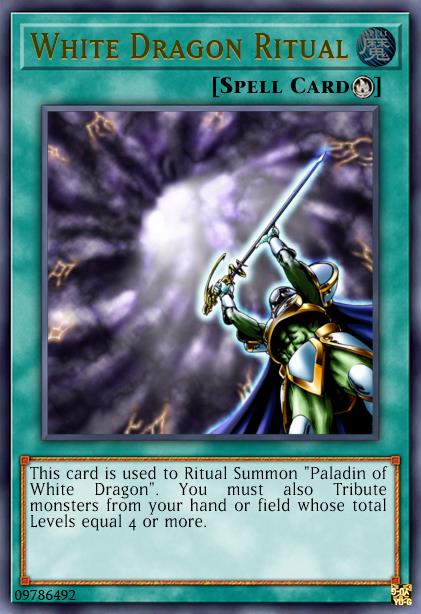 WHITE DRAGON RITUAL
魔
[SPELL CARD]
This card is used to Ritual Summon "Paladin of
White Dragon". You must also Tribute
monsters from your hand or field whose total
Levels equal 4 or more.
09786492